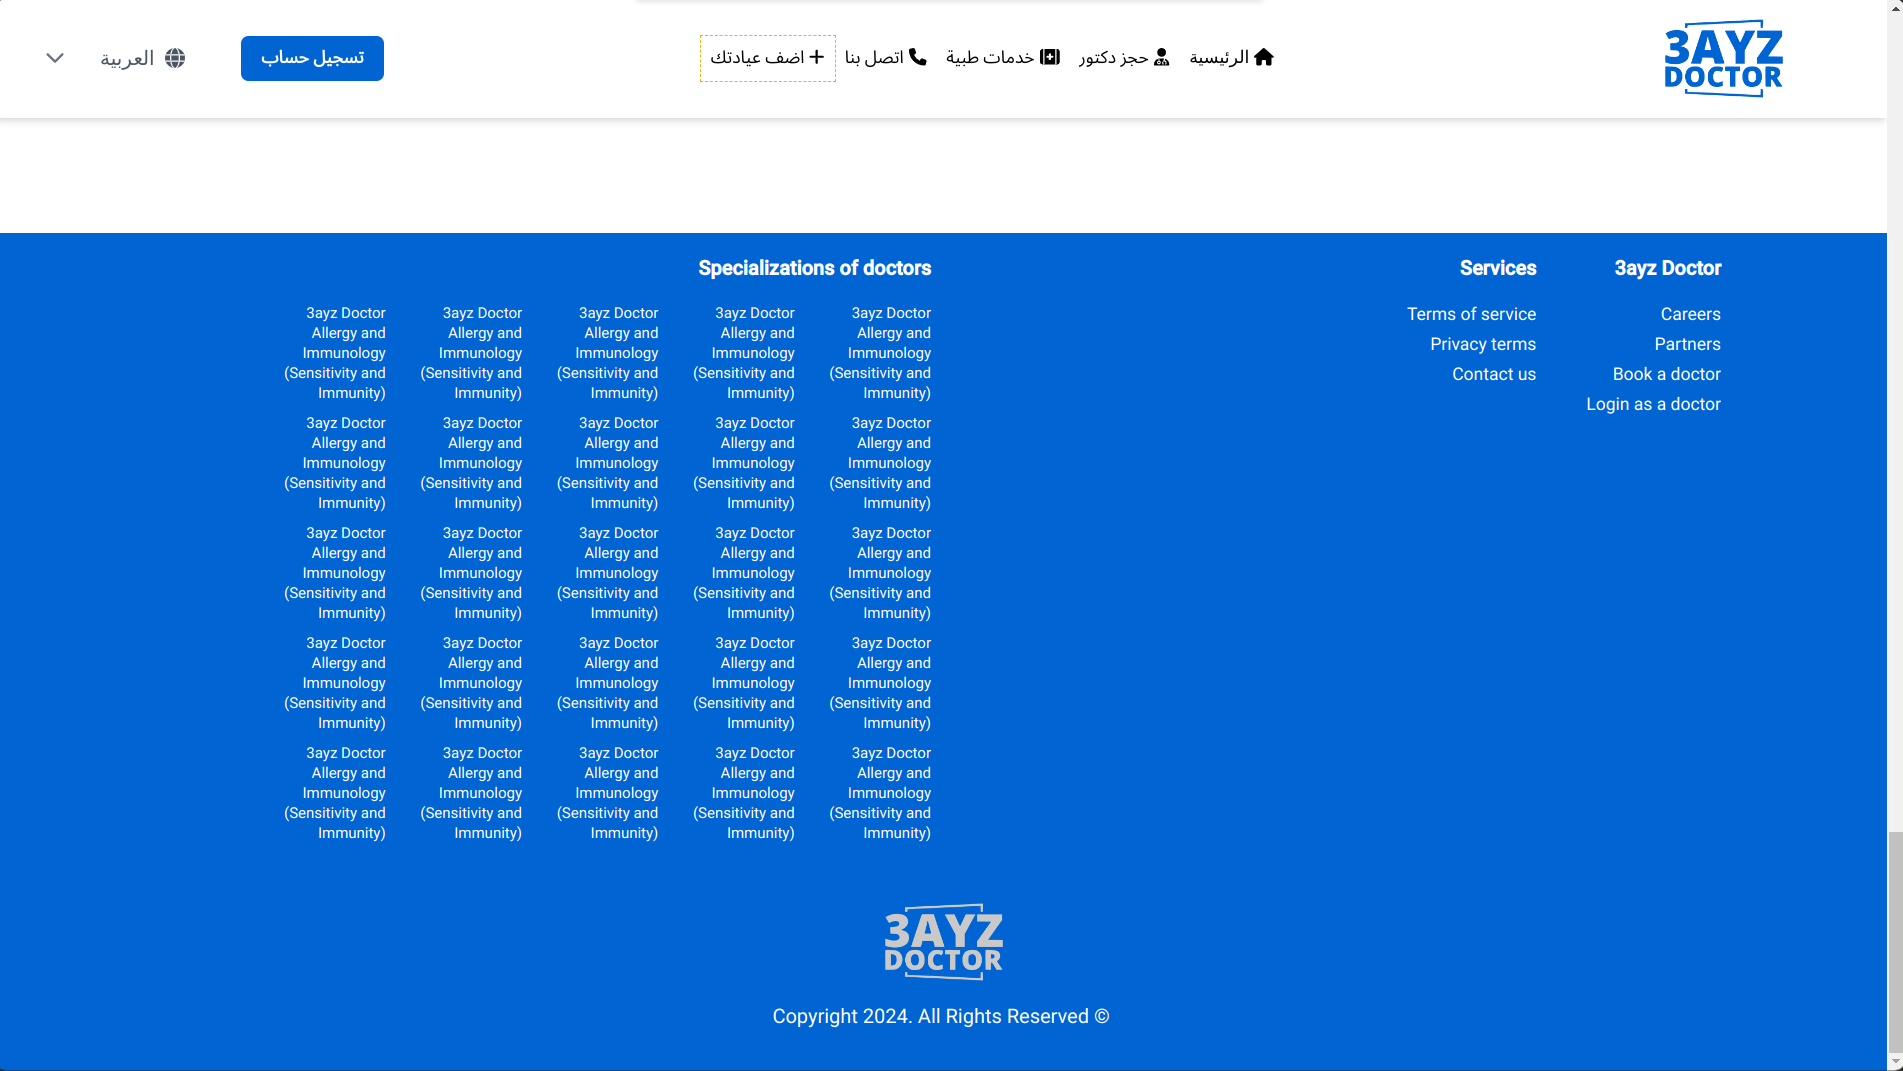 3AYZ
DOCTOR
الرئيسية
حجز دكتور
خدمات طبية
اتصل بنا
اضف عيادتك
تسجيل حساب
العربية
3ayz Doctor
Careers
Partners
Book a doctor
Login as a doctor
Services
Terms of service
Privacy terms
Contact us
Specializations of doctors
3ayz Doctor
Allergy and
Immunology
(Sensitivity and
Immunity)
3ayz Doctor
Allergy and
Immunology
(Sensitivity and
Immunity)
3ayz Doctor
Allergy and
Immunology
(Sensitivity and
Immunity)
3ayz Doctor
Allergy and
Immunology
(Sensitivity and
Immunity)
3ayz Doctor
Allergy and
Immunology
(Sensitivity and
Immunity)
3ayz Doctor
Allergy and
Immunology
(Sensitivity and
Immunity)
3ayz Doctor
Allergy and
Immunology
(Sensitivity and
Immunity)
3ayz Doctor
Allergy and
Immunology
(Sensitivity and
Immunity)
3ayz Doctor
Allergy and
Immunology
(Sensitivity and
Immunity)
3ayz Doctor
Allergy and
Immunology
(Sensitivity and
Immunity)
3ayz Doctor
Allergy and
Immunology
(Sensitivity and
Immunity)
3ayz Doctor
Allergy and
Immunology
(Sensitivity and
Immunity)
3ayz Doctor
Allergy and
Immunology
(Sensitivity and
Immunity)
3ayz Doctor
Allergy and
Immunology
(Sensitivity and
Immunity)
3ayz Doctor
Allergy and
Immunology
(Sensitivity and
Immunity)
3ayz Doctor
Allergy and
Immunology
(Sensitivity and
Immunity)
3ayz Doctor
Allergy and
Immunology
(Sensitivity and
Immunity)
3ayz Doctor
Allergy and
Immunology
(Sensitivity and
Immunity)
3ayz Doctor
Allergy and
Immunology
(Sensitivity and
Immunity)
3ayz Doctor
Allergy and
Immunology
(Sensitivity and
Immunity)
3ayz Doctor
Allergy and
Immunology
(Sensitivity and
Immunity)
3ayz Doctor
Allergy and
Immunology
(Sensitivity and
Immunity)
3ayz Doctor
Allergy and
Immunology
(Sensitivity and
Immunity)
3ayz Doctor
Allergy and
Immunology
(Sensitivity and
Immunity)
3ayz Doctor
Allergy and
Immunology
(Sensitivity and
Immunity)
3AYZ
DOCTOR
Copyright 2024. All Rights Reserved ©